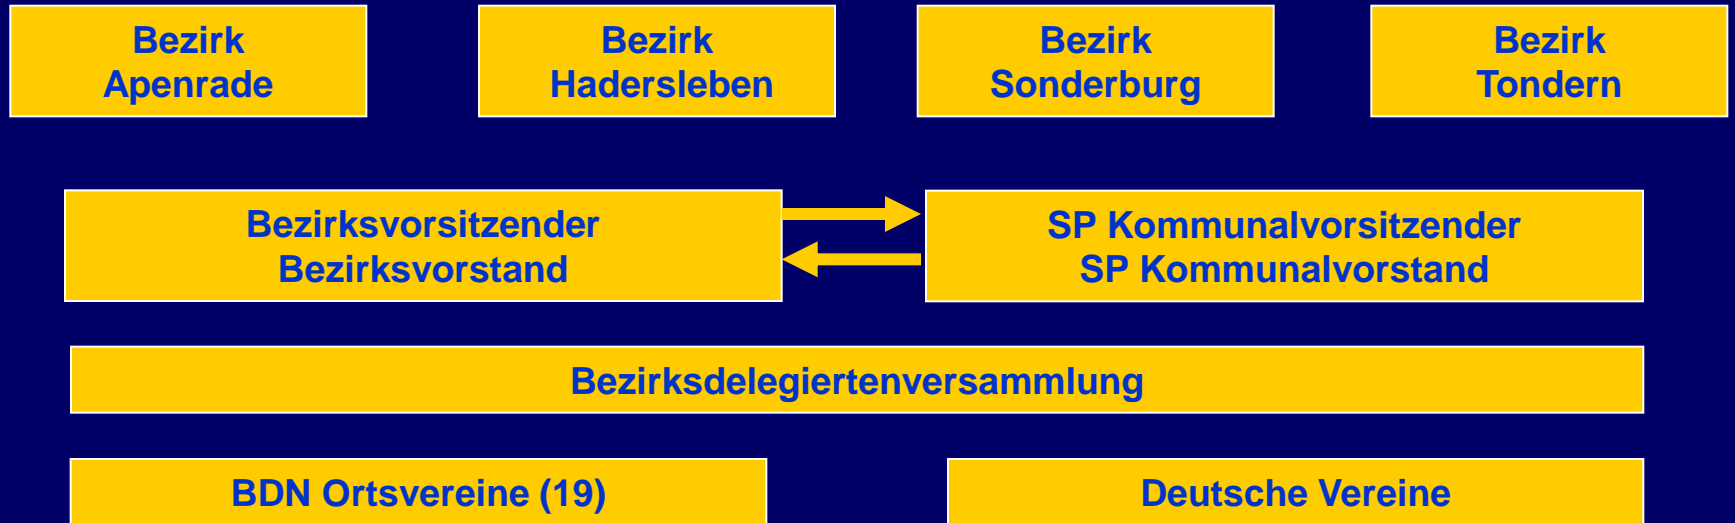 Bezirk
Apenrade
Bezirk
Hadersleben
Bezirk
Sonderburg
Bezirk
Tondern
Bezirksvorsitzender
Bezirksvorstand
SP Kommunalvorsitzender
SP Kommunalvorstand
Bezirksdelegiertenversammlung
BDN Ortsvereine (19)
Deutsche Vereine